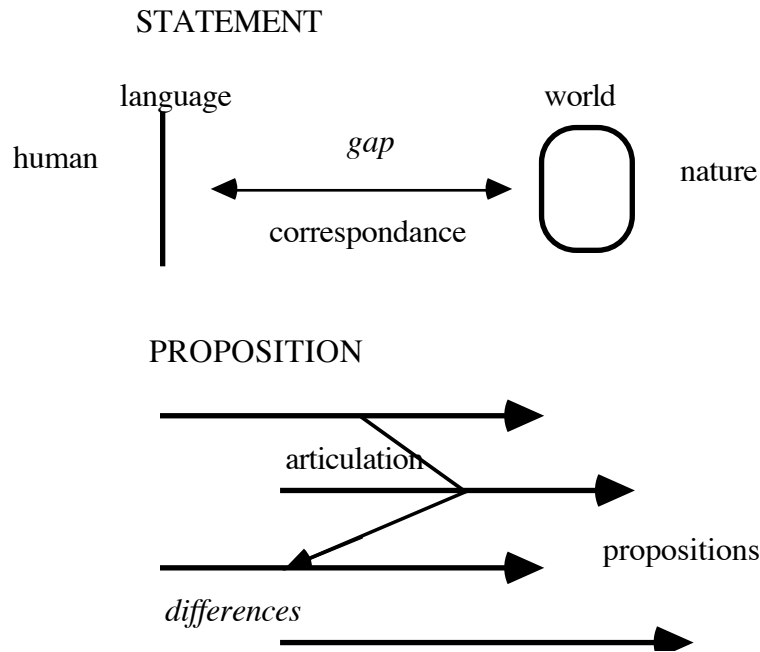 STATEMENT
language
world
human
gap
nature
correspondance
PROPOSITION
articulation
propositions
differences